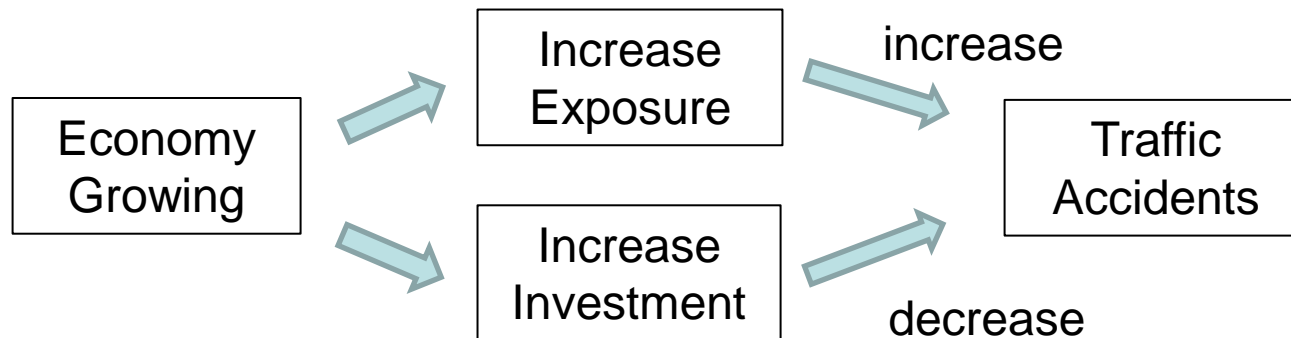 Economy
Growing
Increase
Exposure
increase
Increase
Investment
decrease
Traffic
Accidents